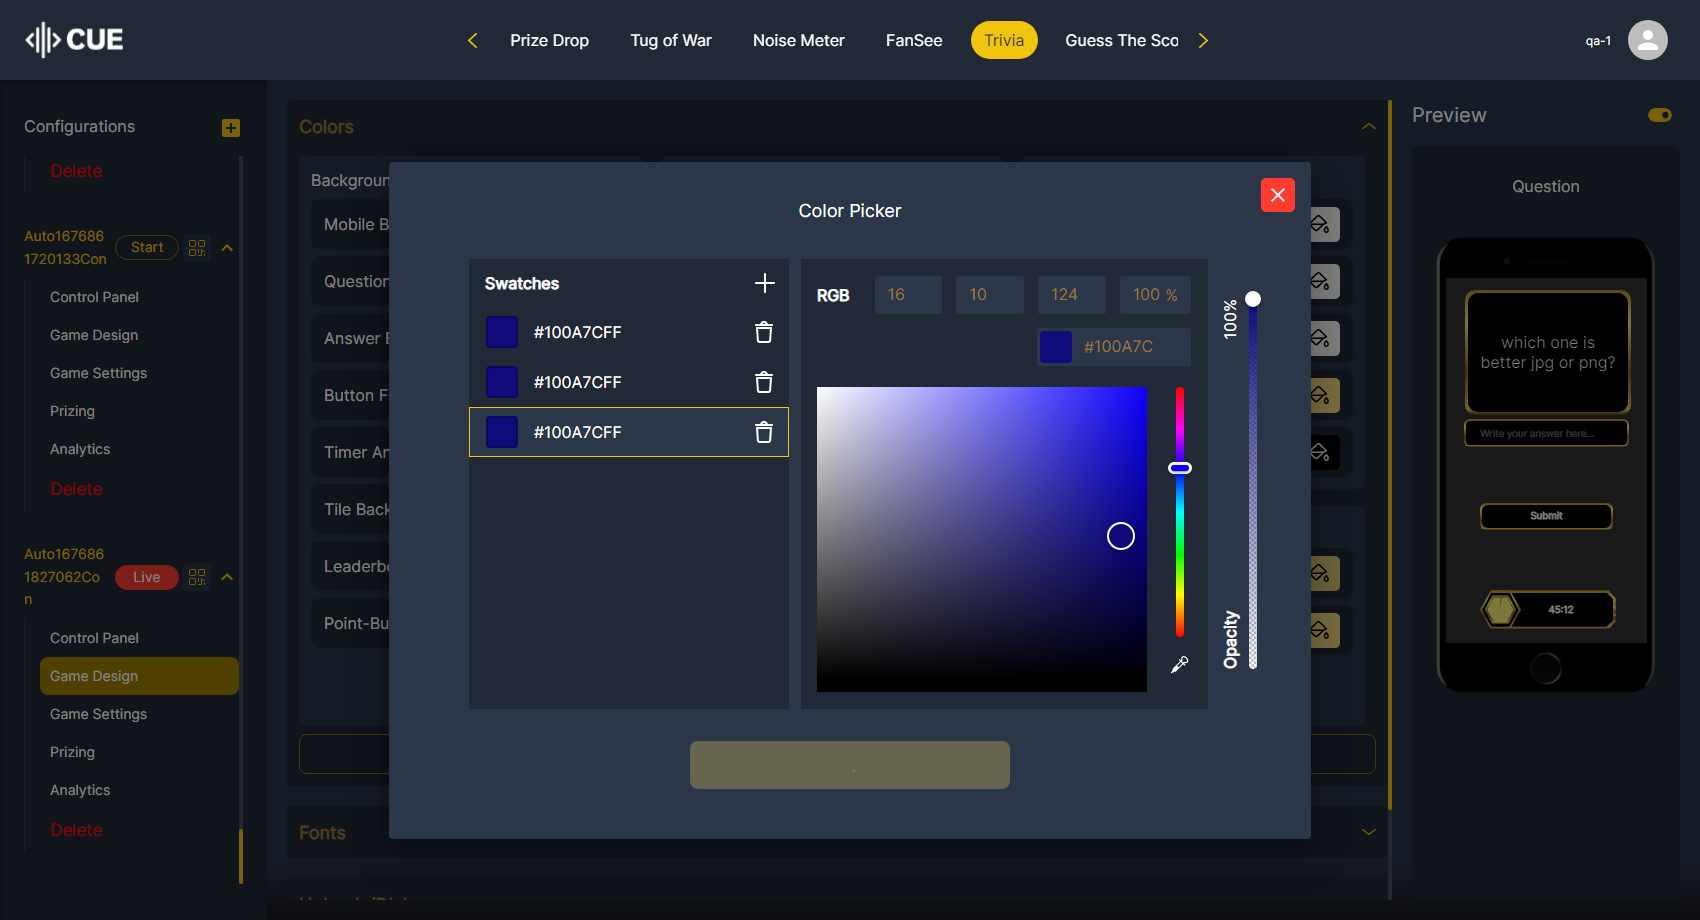 CUE
Prize Drop
Tug of War
Noise Meter
FanSee
Trivia
Guess The Sco
qa-1
Configurations
Delete
Auto167686
1720133Con
Start
Control Panel
Game Design
Game Settings
Prizing
Analytics
Delete
Auto167686
1827062Co
n
Live
Control Panel
Game Design
Game Settings
Prizing
Analytics
Delete
Colors
Backgroun
Mobile B
Question
Answer
Button F
Timer An
Tile Back
Leaderbo
Point-Bu
Fonts
Color Picker
Swatches
#100A7CFF
#100A7CFF
#100A7CFF
RGB
16
10
124
100 %
#100A7C
100%
Opacity
Preview
Question
which one is
better jpg or png?
Write your answer here...
Submit
45:12